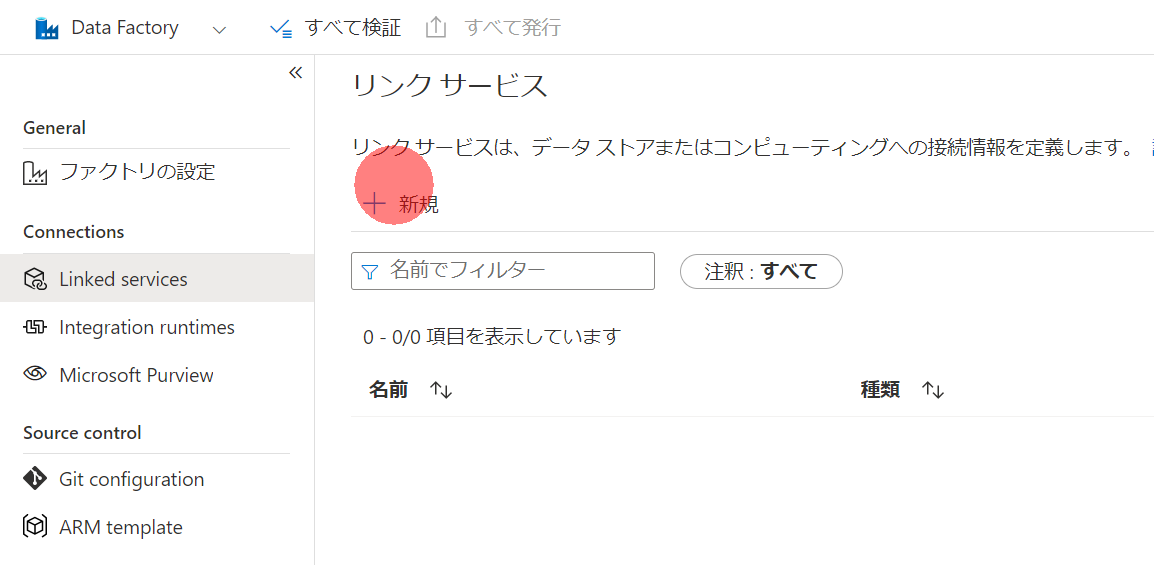 Data Factory すべて検証 すべて発行
General
ファクトリの設定
Connections
Linked services
Integration runtimes
Microsoft Purview
Source control
Git configuration
ARM template
リンク サービス
リンク サービスは、データ ストアまたはコンピューティングへの接続情報を定義します。
新規
名前でフィルター 注釈 : すべて
0 - 0/0 項目を表示しています
名前 種類